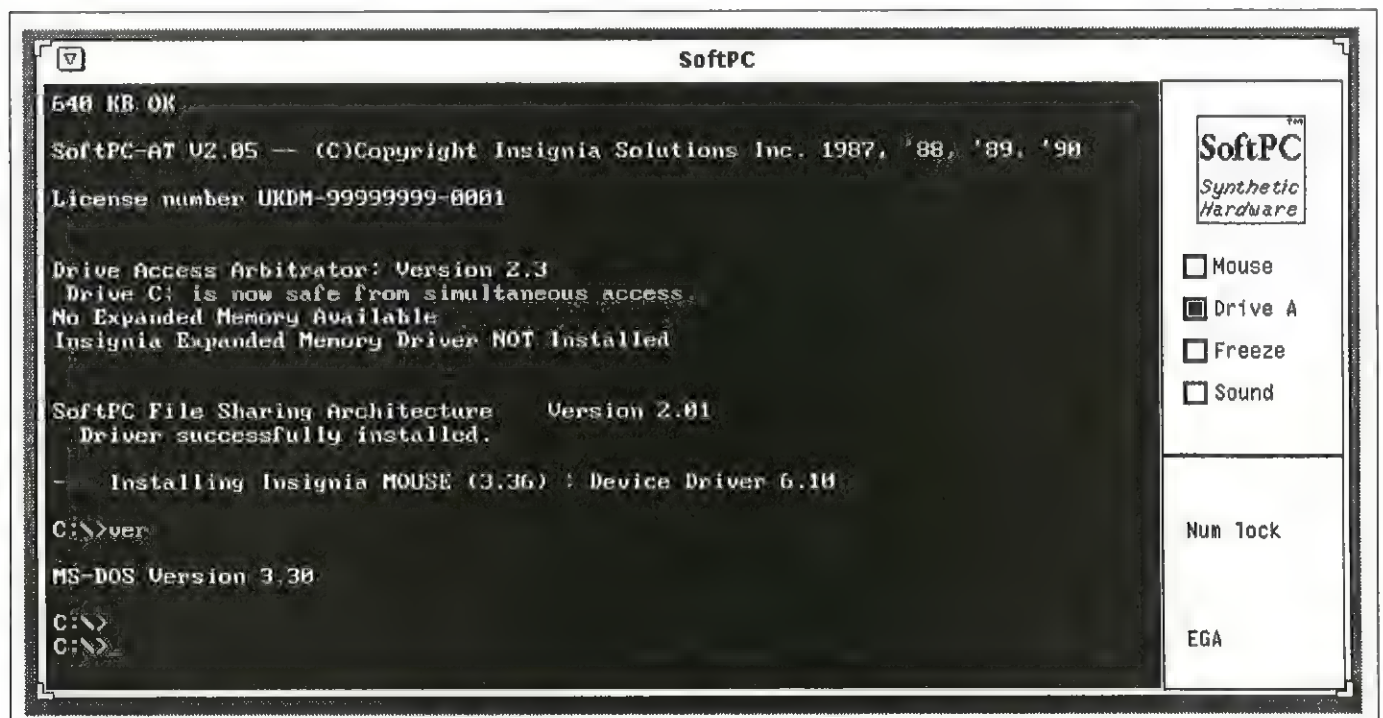 SoftPC
640 KB OK
SoftPC-AT V2.05 -- (C)Copyright Insignia Solutions Inc. 1987, '88, '89, '90
License number UKDM-99999999-0001
Drive Access Arbitrator: Version 2.3
Drive C: is now safe from simultaneous access.
No Expanded Memory Available
Insignia Expanded Memory Driver NOT Installed
SoftPC File Sharing Architecture    Version 2.01
Driver successfully installed.
-   Installing Insignia MOUSE (3.36) : Device Driver 6.10
C:\>ver
MS-DOS Version 3.30
C:\>
C:\>_
SoftPC™
Synthetic
Hardware
Mouse
Drive A
Freeze
Sound
Num lock
EGA